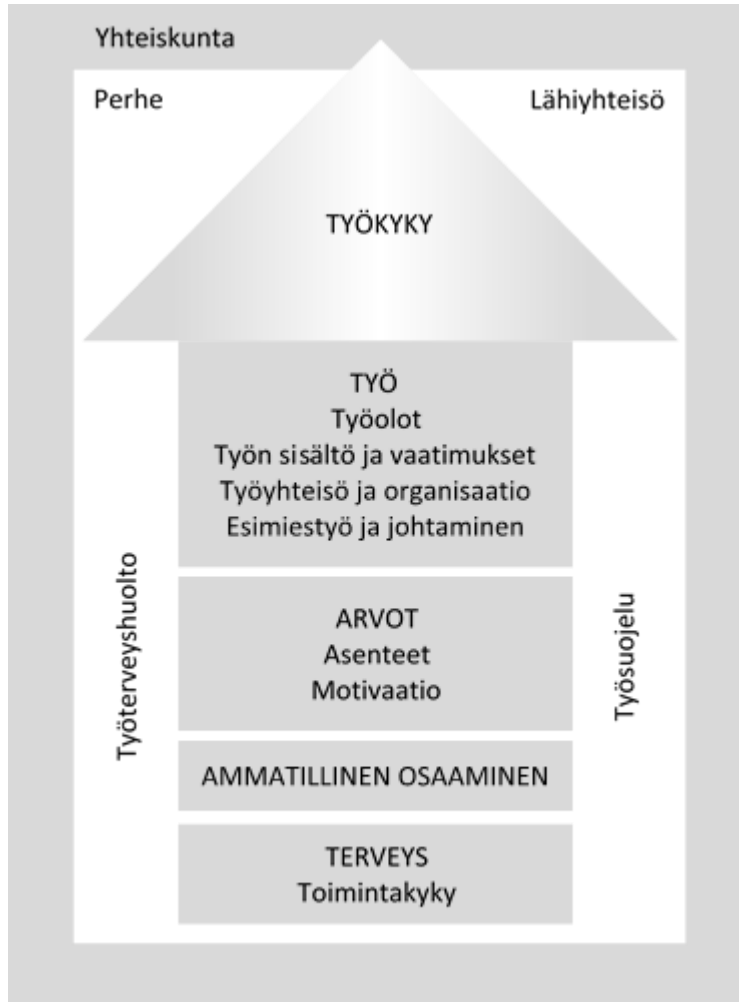 Yhteiskunta
Perhe
Lähiyhteisö
TYÖKYKY
TYÖ
Työolot
Työn sisältö ja vaatimukset
Työyhteisö ja organisaatio
Esimiestyö ja johtaminen
Työterveyshuolto
ARVOT
Asenteet
Motivaatio
Työsuojelu
AMMATILLINEN OSAAMINEN
TERVEYS
Toimintakyky